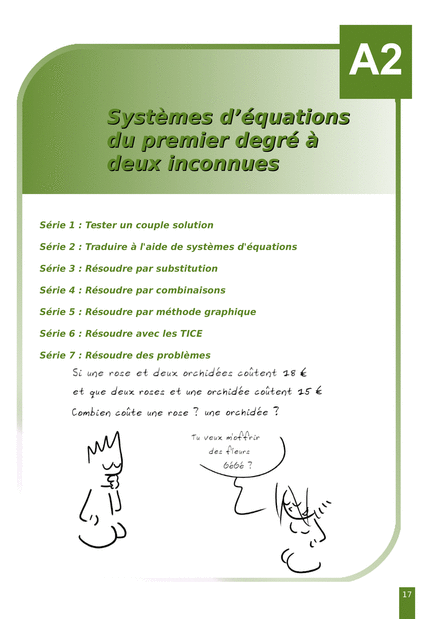 A2
Systèmes d'équations
du premier degré à
deux inconnues
Série 1 : Tester un couple solution
Série 2 : Traduire à l'aide de systèmes d'équations
Série 3 : Résoudre par substitution
Série 4 : Résoudre par combinaisons
Série 5 : Résoudre par méthode graphique
Série 6 : Résoudre avec les TICE
Série 7 : Résoudre des problèmes
Si une rose et deux orchidées coûtent 18 €
et que deux roses et une orchidée coûtent 15 €
Combien coûte une rose ? une orchidée ?
Tu veux m'offrir
des fleurs
GéGé ?
17